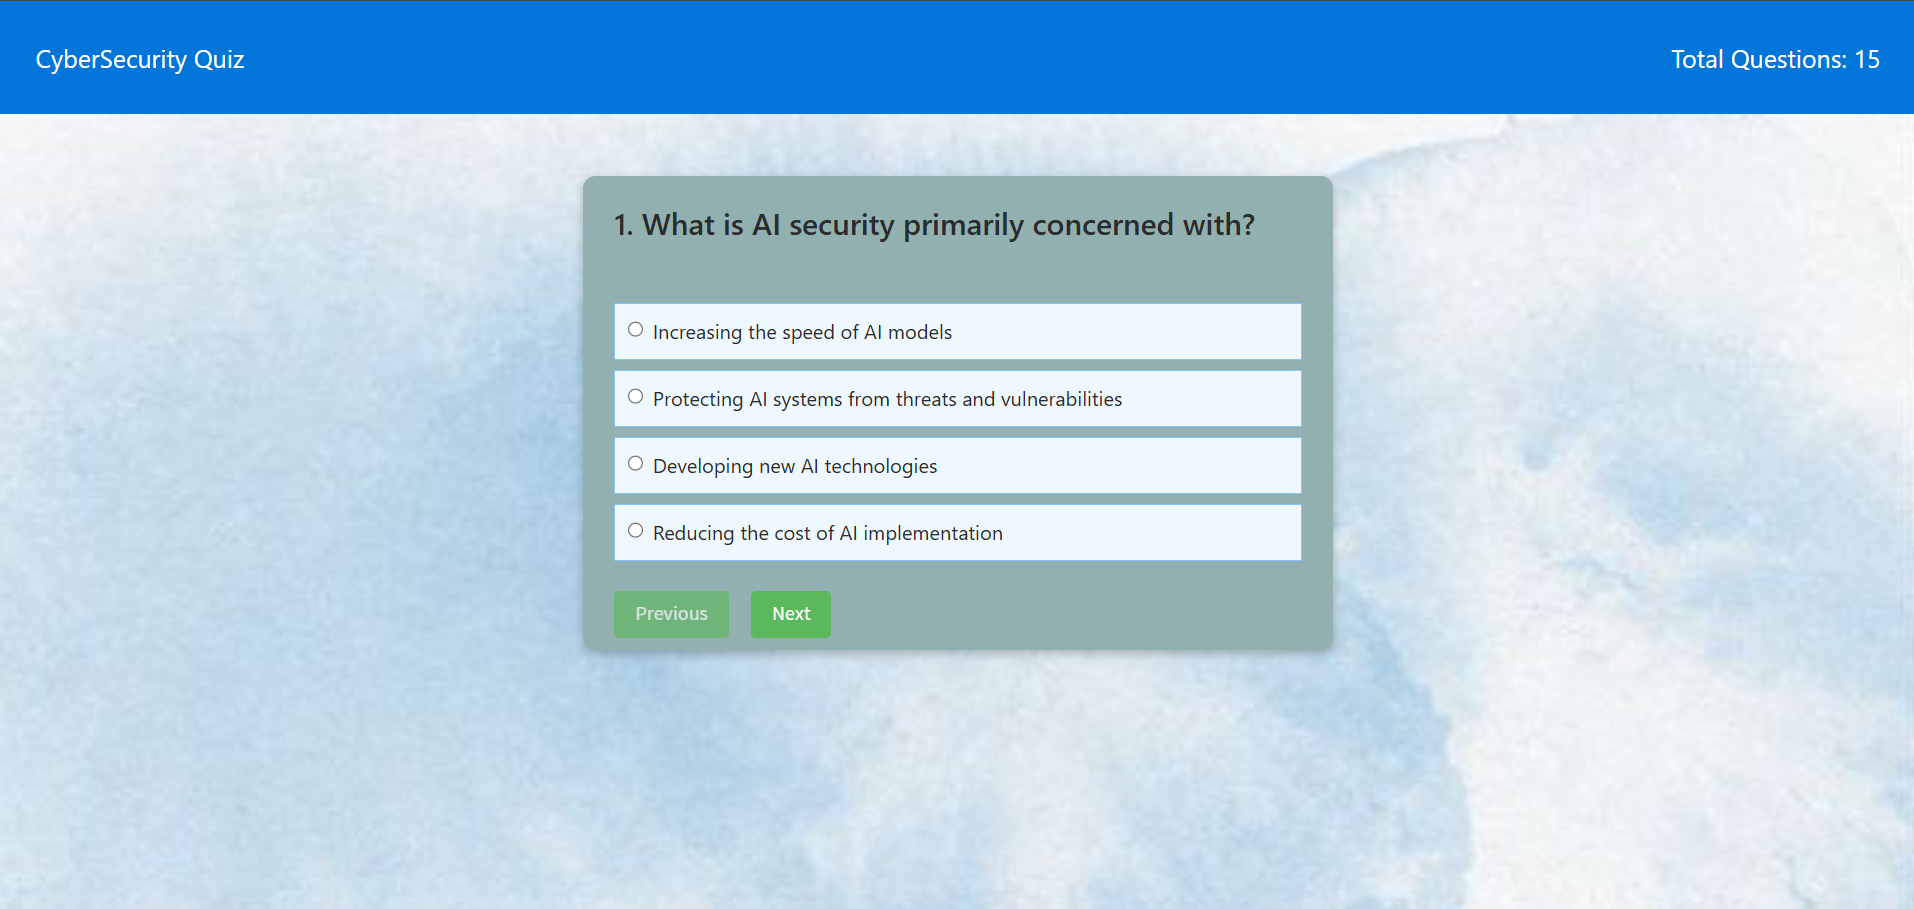 CyberSecurity Quiz
Total Questions: 15
1. What is AI security primarily concerned with?
Increasing the speed of AI models
Protecting AI systems from threats and vulnerabilities
Developing new AI technologies
Reducing the cost of AI implementation
Previous
Next